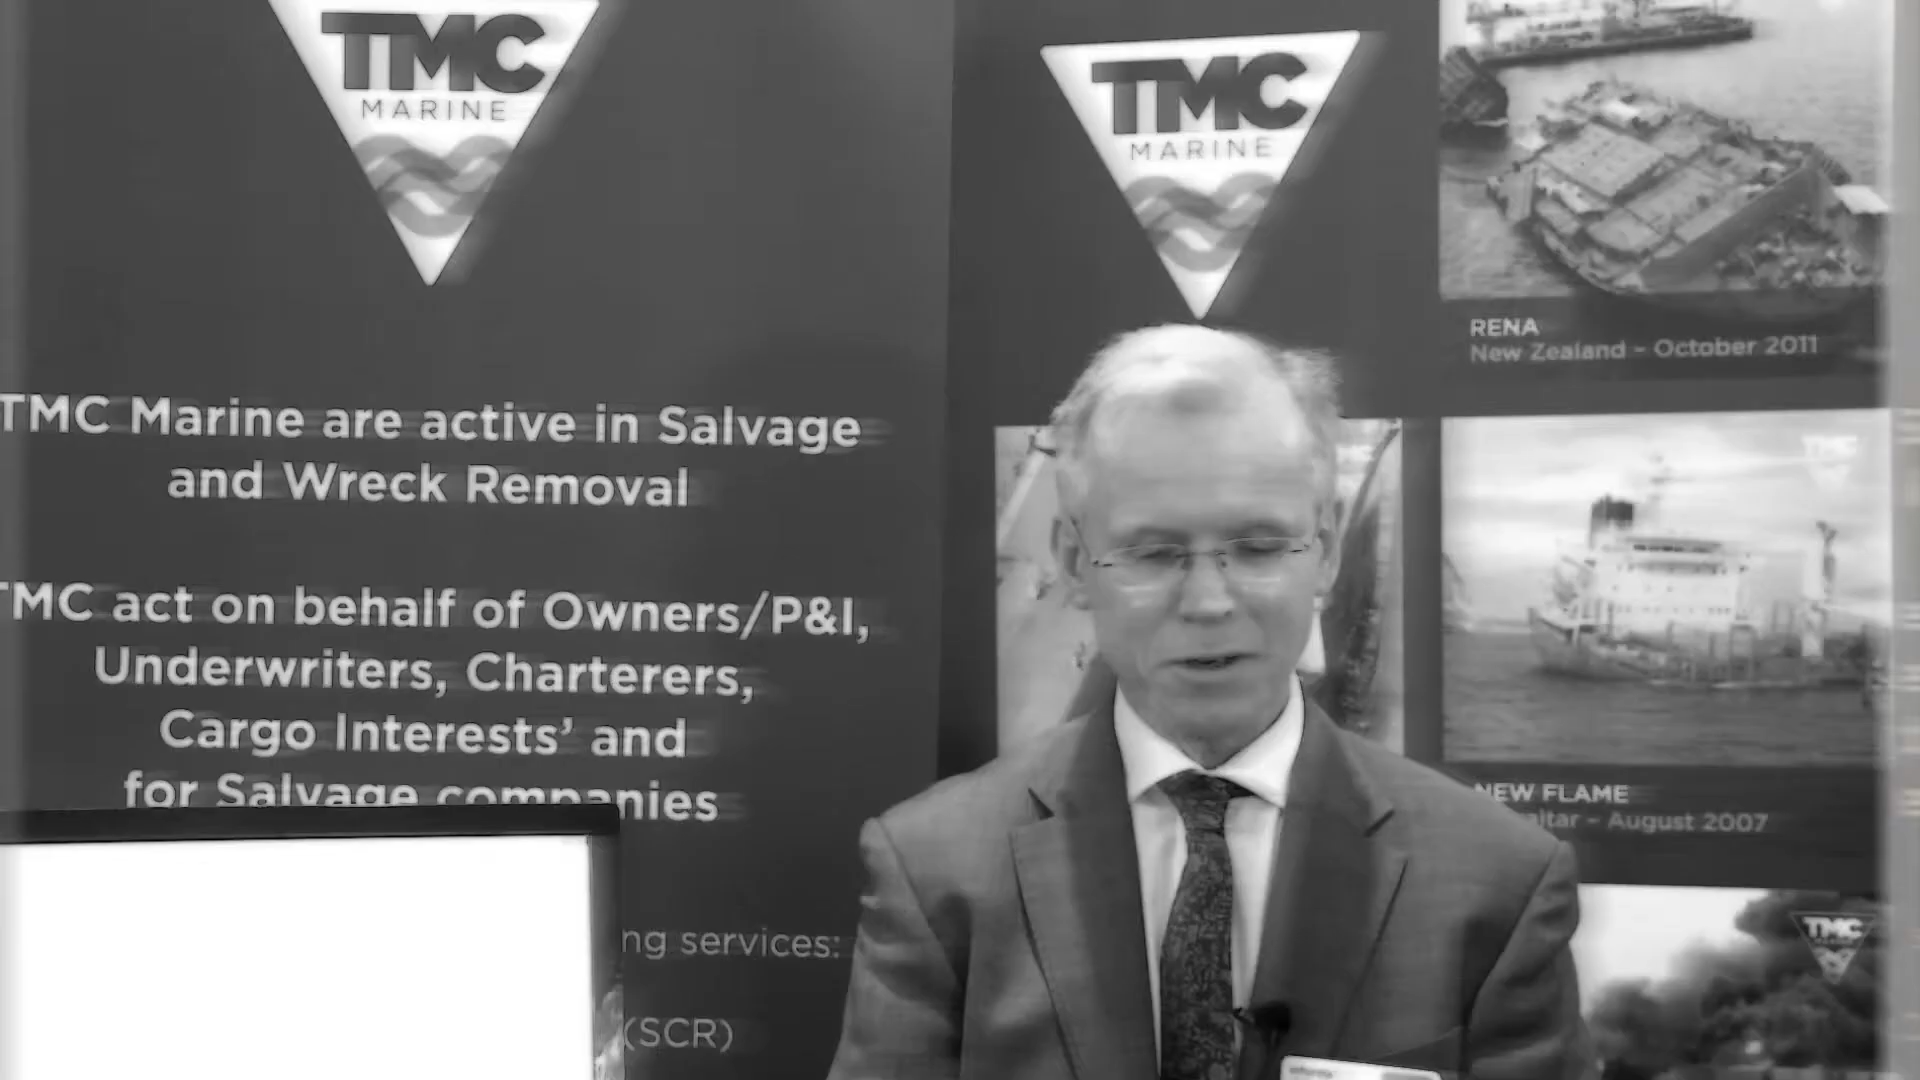 TMC
MARINE
TMC Marine are active in Salvage
and Wreck Removal
TMC act on behalf of Owners/P&I,
Underwriters, Charterers,
Cargo Interests' and
for Salvage companies
services:
(SCR)
TMC
MARINE
RENA
New Zealand - October 2011
TMC
NEW FLAME
- August 2007
TMC